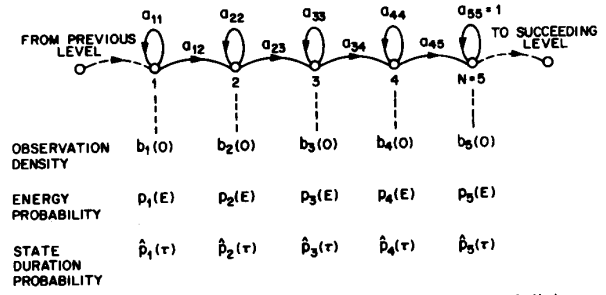 a11 a22 a33 a44 a55 = 1
FROM PREVIOUS LEVEL
TO SUCCEEDING LEVEL
a12 a23 a34 a45
1 2 3 4 N=5
OBSERVATION DENSITY b1(O) b2(O) b3(O) b4(O) b5(O)
ENERGY PROBABILITY p1(E) p2(E) p3(E) p4(E) p5(E)
STATE DURATION PROBABILITY p̂1(τ) p̂2(τ) p̂3(τ) p̂4(τ) p̂5(τ)